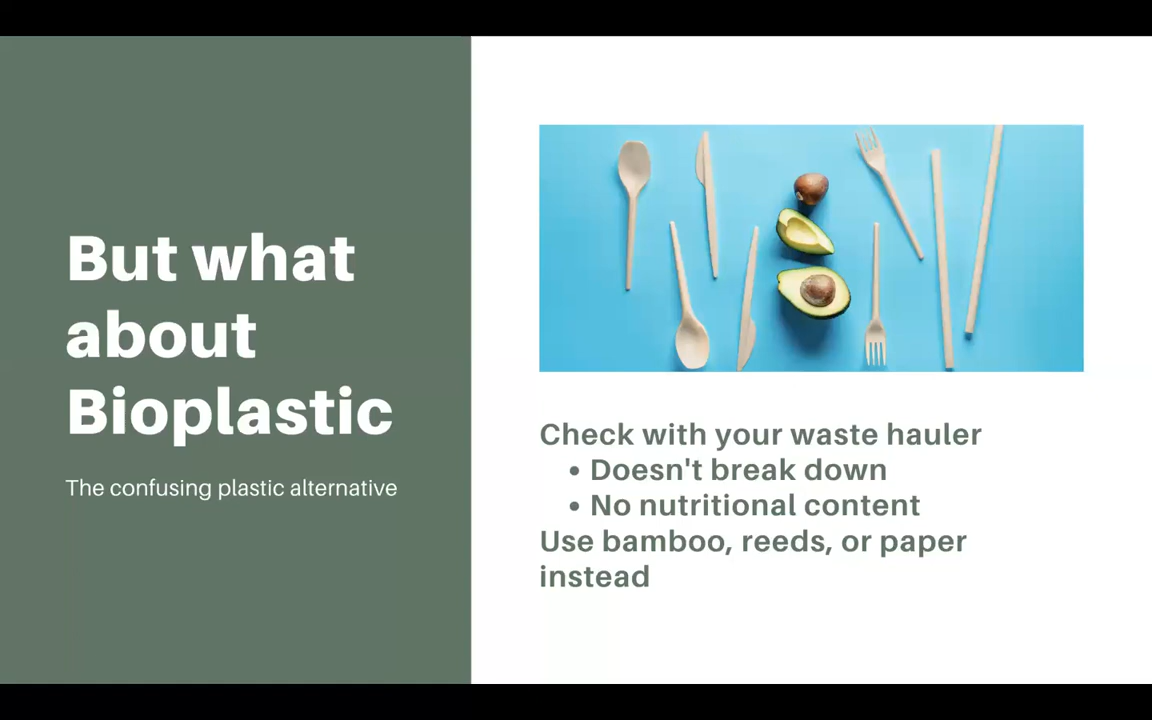 But what
about
Bioplastic
The confusing plastic alternative
Check with your waste hauler
• Doesn't break down
• No nutritional content
Use bamboo, reeds, or paper
instead